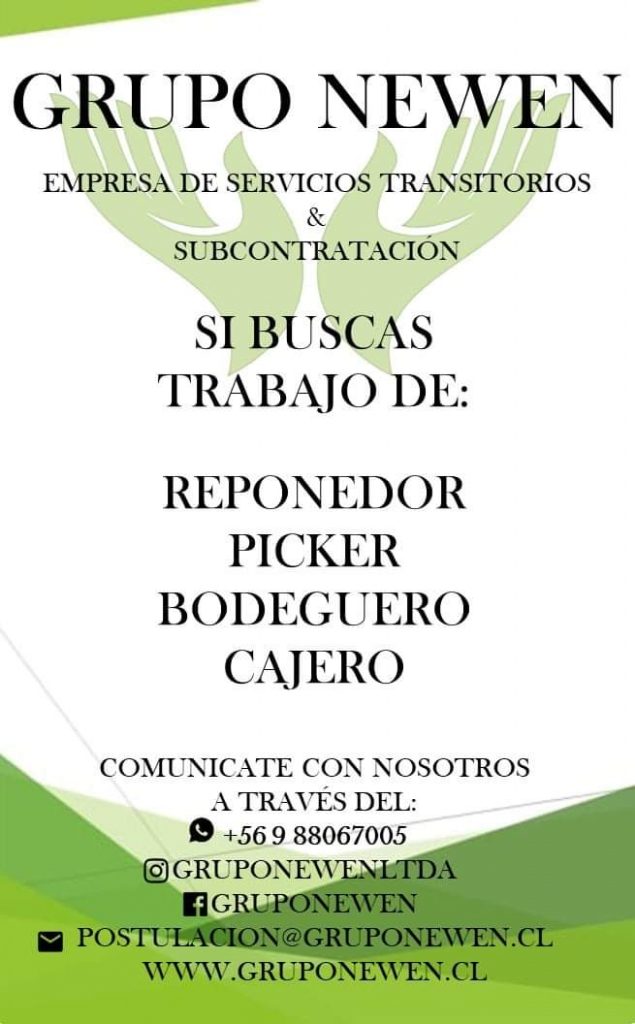 GRUPO NEWEN
EMPRESA DE SERVICIOS TRANSITORIOS
&
SUBCONTRATACIÓN
SI BUSCAS
TRABAJO DE:
REPONEDOR
PICKER
BODEGUERO
CAJERO
COMUNICATE CON NOSOTROS
A TRAVÉS DEL:
+56 9 88067005
GRUPONEWENLTDA
GRUPONEWEN
POSTULACION@GRUPONEWEN.CL
WWW.GRUPONEWEN.CL